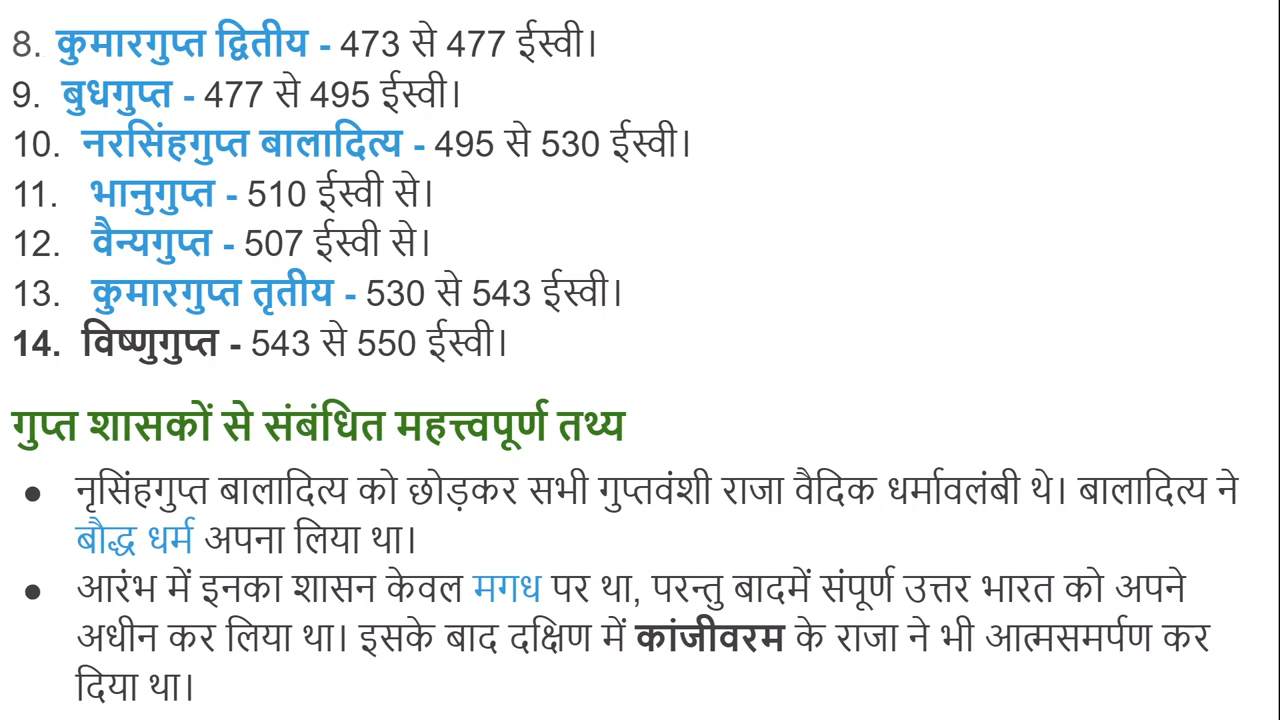 8. कुमारगुप्त द्वितीय - 473 से 477 ईस्वी।
9. बुधगुप्त - 477 से 495 ईस्वी।
10. नरसिंहगुप्त बालादित्य - 495 से 530 ईस्वी।
11. भानुगुप्त - 510 ईस्वी से।
12. वैन्यगुप्त - 507 ईस्वी से।
13. कुमारगुप्त तृतीय - 530 से 543 ईस्वी।
14. विष्णुगुप्त - 543 से 550 ईस्वी।
गुप्त शासकों से संबंधित महत्त्वपूर्ण तथ्य
● नृसिंहगुप्त बालादित्य को छोड़कर सभी गुप्तवंशी राजा वैदिक धर्मावलंबी थे। बालादित्य ने
बौद्ध धर्म अपना लिया था।
● आरंभ में इनका शासन केवल मगध पर था, परन्तु बादमें संपूर्ण उत्तर भारत को अपने
अधीन कर लिया था। इसके बाद दक्षिण में कांजीवरम के राजा ने भी आत्मसमर्पण कर
दिया था।